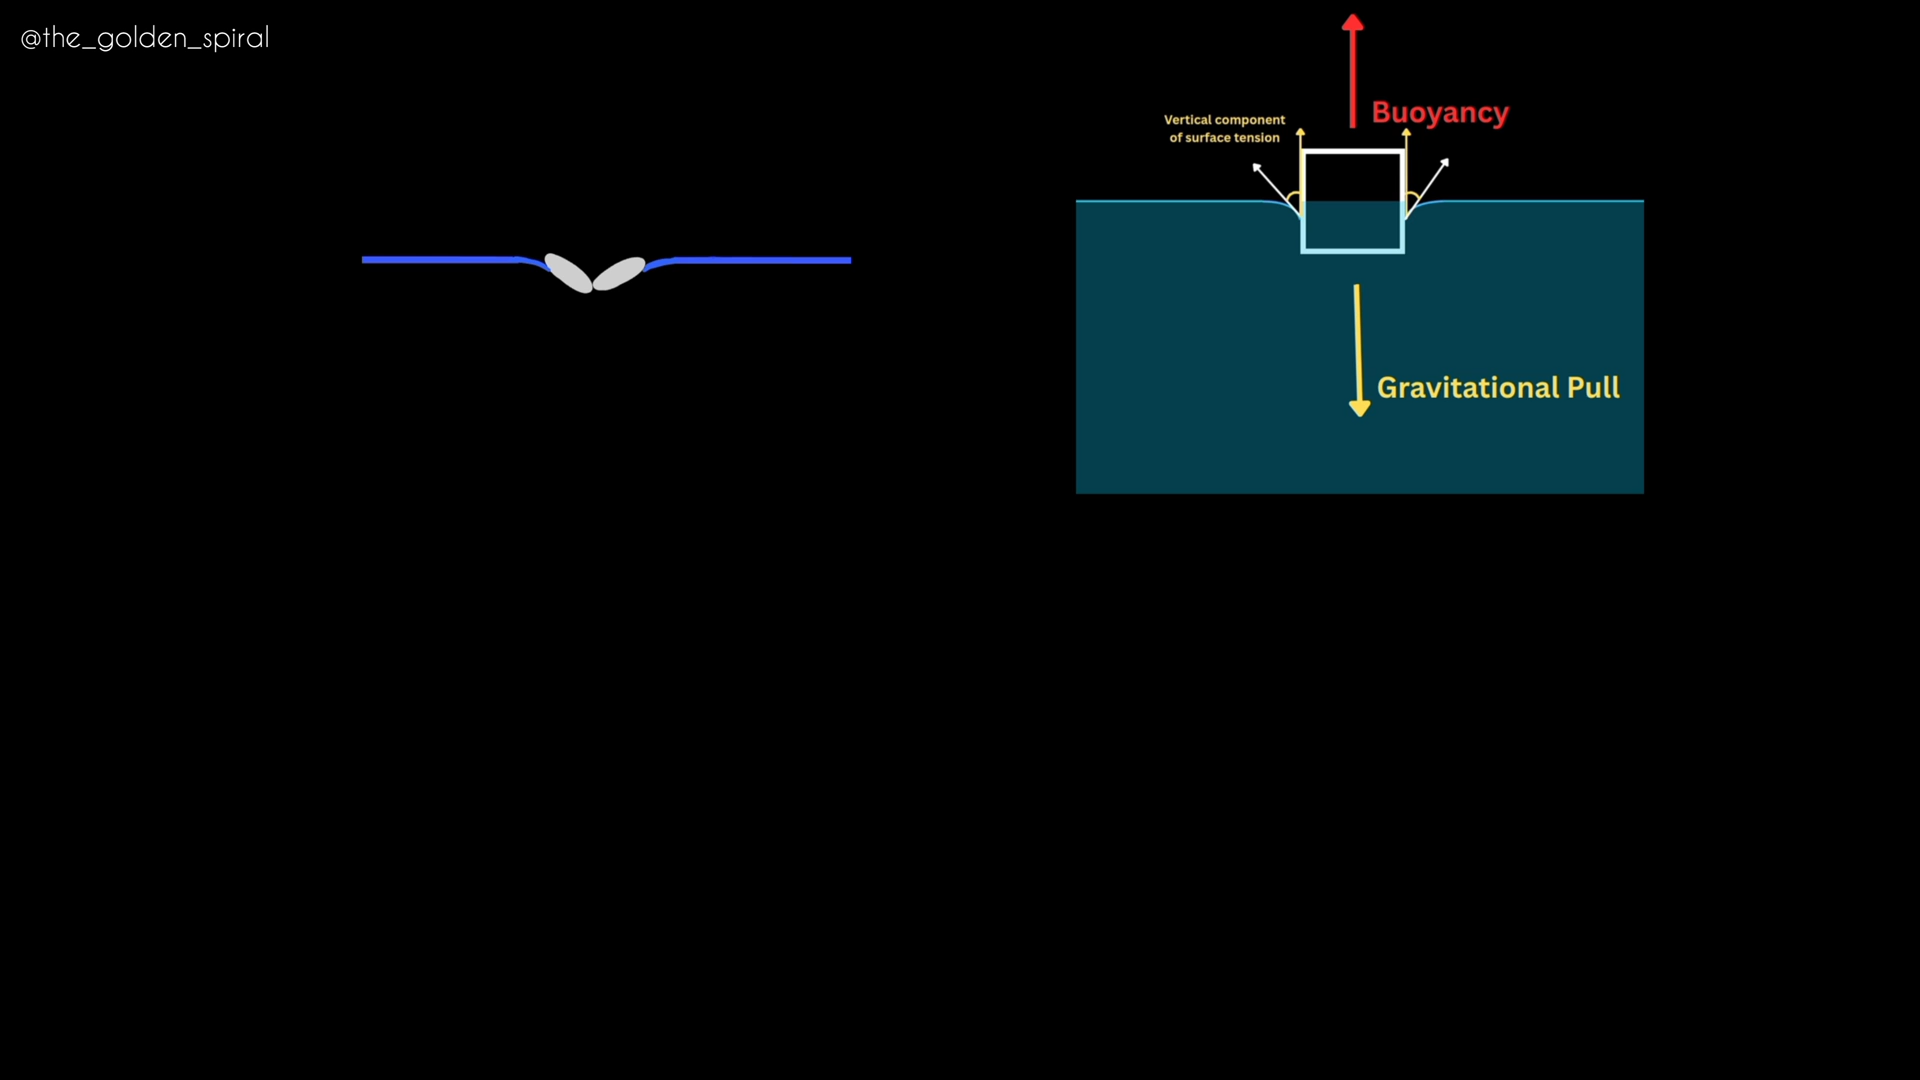 @the_golden_spiral
Buoyancy
Vertical component
of surface tension
Gravitational Pull